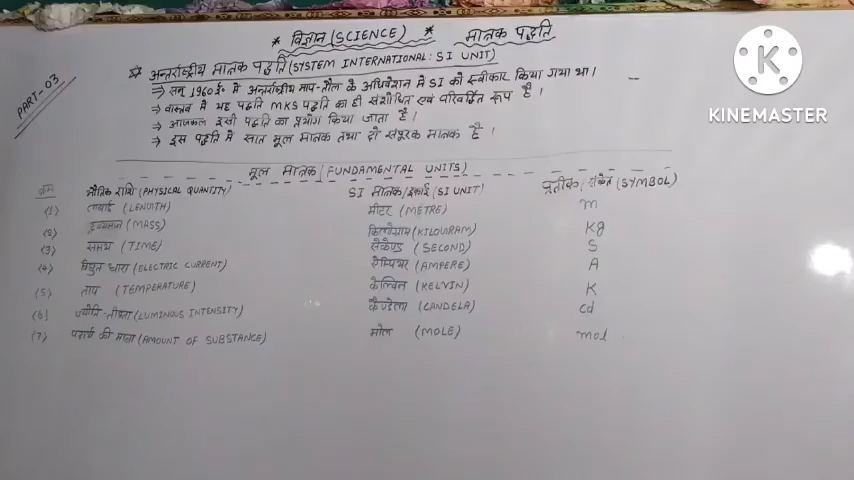 * विज्ञान (SCIENCE) * मात्रक पद्धति
PART-03
☆ अन्तर्राष्ट्रीय मात्रक पद्धति (SYSTEM INTERNATIONAL: SI UNIT)
→ सन् 1960 ई॰ में अन्तर्राष्ट्रीय माप-तौल के अधिवेशन में SI को स्वीकार किया गया था।
→ वास्तव में यह पद्धति MKS पद्धति का ही संशोधित एवं परिवर्द्धित रूप है।
→ आजकल इसी पद्धति का प्रयोग किया जाता है।
→ इस पद्धति में सात मूल मात्रक तथा दो संपूरक मात्रक है।
मूल मात्रक (FUNDAMENTAL UNITS)
क्रम भौतिक राशि (PHYSICAL QUANTITY) SI मात्रक/इकाई (SI UNIT) प्रतीक/संकेत (SYMBOL)
(1) लम्बाई (LENGTH) मीटर (METRE) m
(2) द्रव्यमान (MASS) किलोग्राम (KILOGRAM) Kg
(3) समय (TIME) सेकेण्ड (SECOND) S
(4) विद्युत धारा (ELECTRIC CURRENT) ऐम्पियर (AMPERE) A
(5) ताप (TEMPERATURE) केल्विन (KELVIN) K
(6) ज्योति-तीव्रता (LUMINOUS INTENSITY) कैण्डेला (CANDELA) cd
(7) पदार्थ की मात्रा (AMOUNT OF SUBSTANCE) मोल (MOLE) mol
KINEMASTER